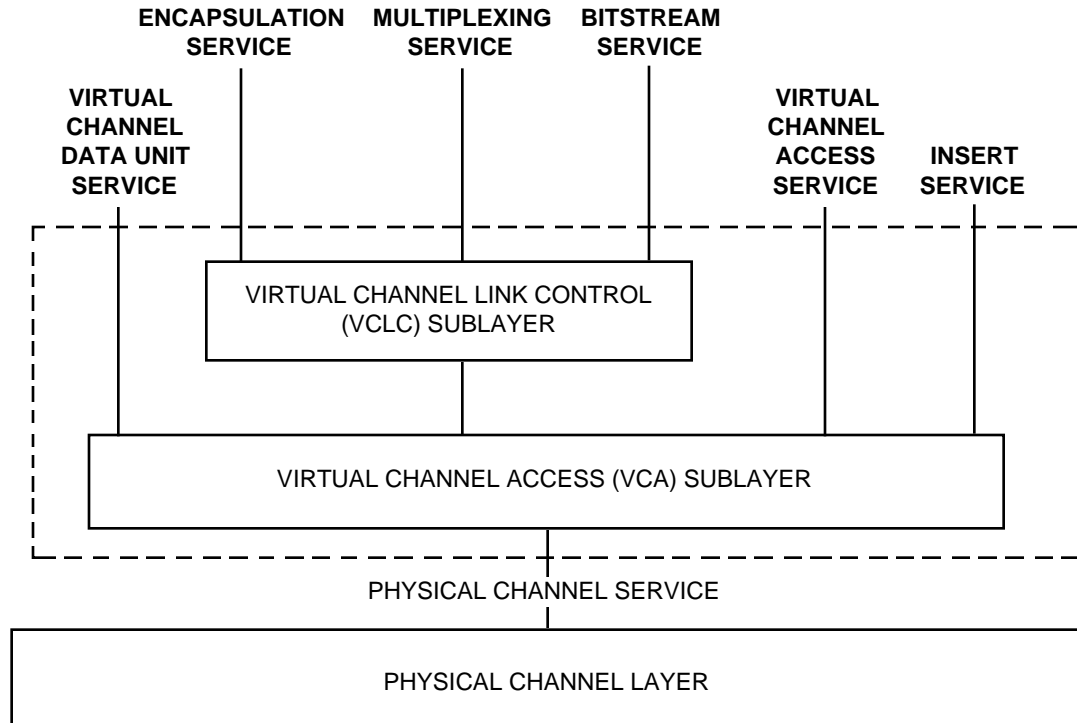 ENCAPSULATION
SERVICE
MULTIPLEXING
SERVICE
BITSTREAM
SERVICE
VIRTUAL
CHANNEL
DATA UNIT
SERVICE
VIRTUAL
CHANNEL
ACCESS
SERVICE
INSERT
SERVICE
VIRTUAL CHANNEL LINK CONTROL
(VCLC) SUBLAYER
VIRTUAL CHANNEL ACCESS (VCA) SUBLAYER
PHYSICAL CHANNEL SERVICE
PHYSICAL CHANNEL LAYER